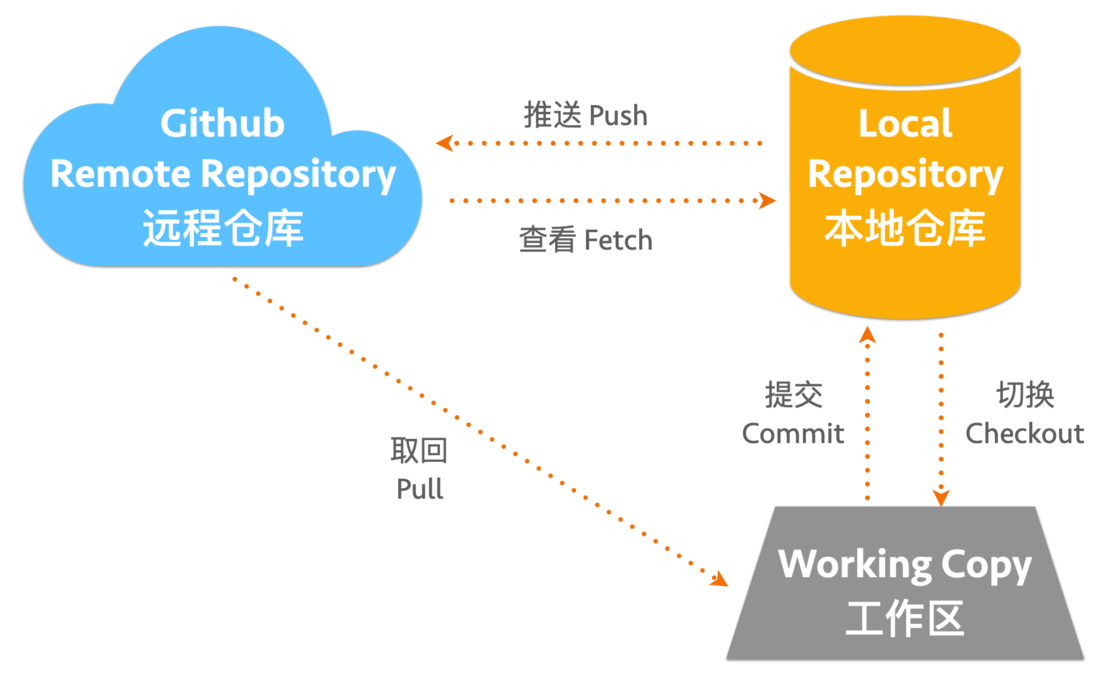 Github
Remote Repository
远程仓库
推送 Push
查看 Fetch
Local
Repository
本地仓库
取回
Pull
提交
Commit
切换
Checkout
Working Copy
工作区